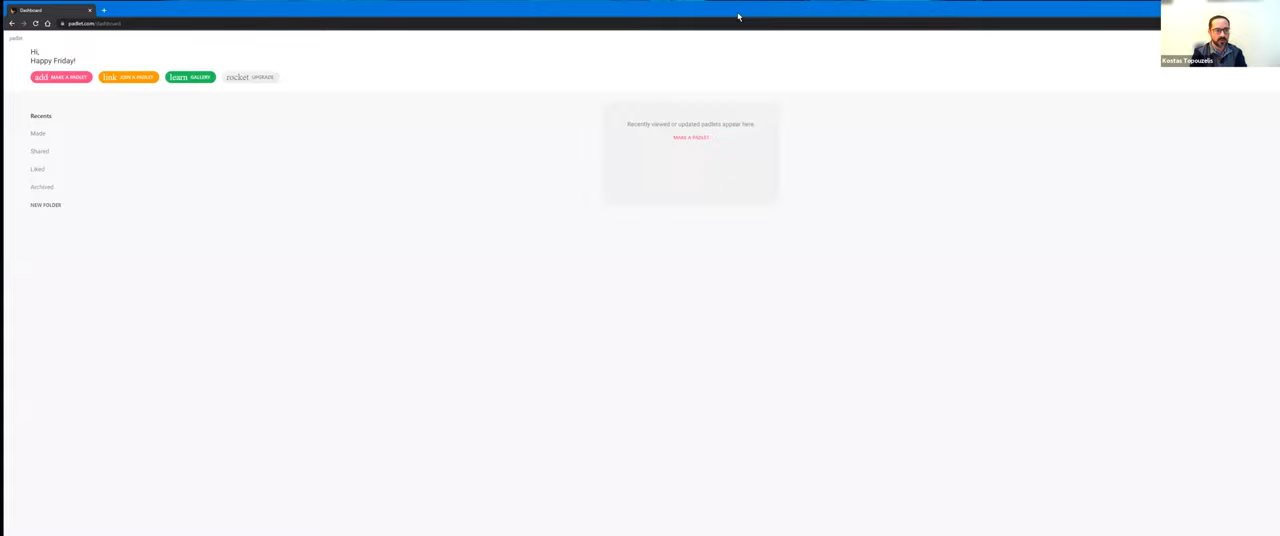 Dashboard
padlet.com/dashboard
padlet
Hi,
Happy Friday!
add MAKE A PADLET
link JOIN A PADLET
learn GALLERY
rocket UPGRADE
Recents
Made
Shared
Liked
Archived
NEW FOLDER
Recently viewed or updated padlets appear here.
MAKE A PADLET
Kostas Topouzelis